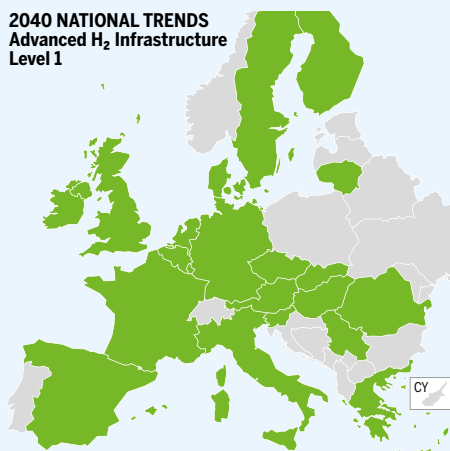 2040 NATIONAL TRENDS
Advanced H₂ Infrastructure
Level 1
CY